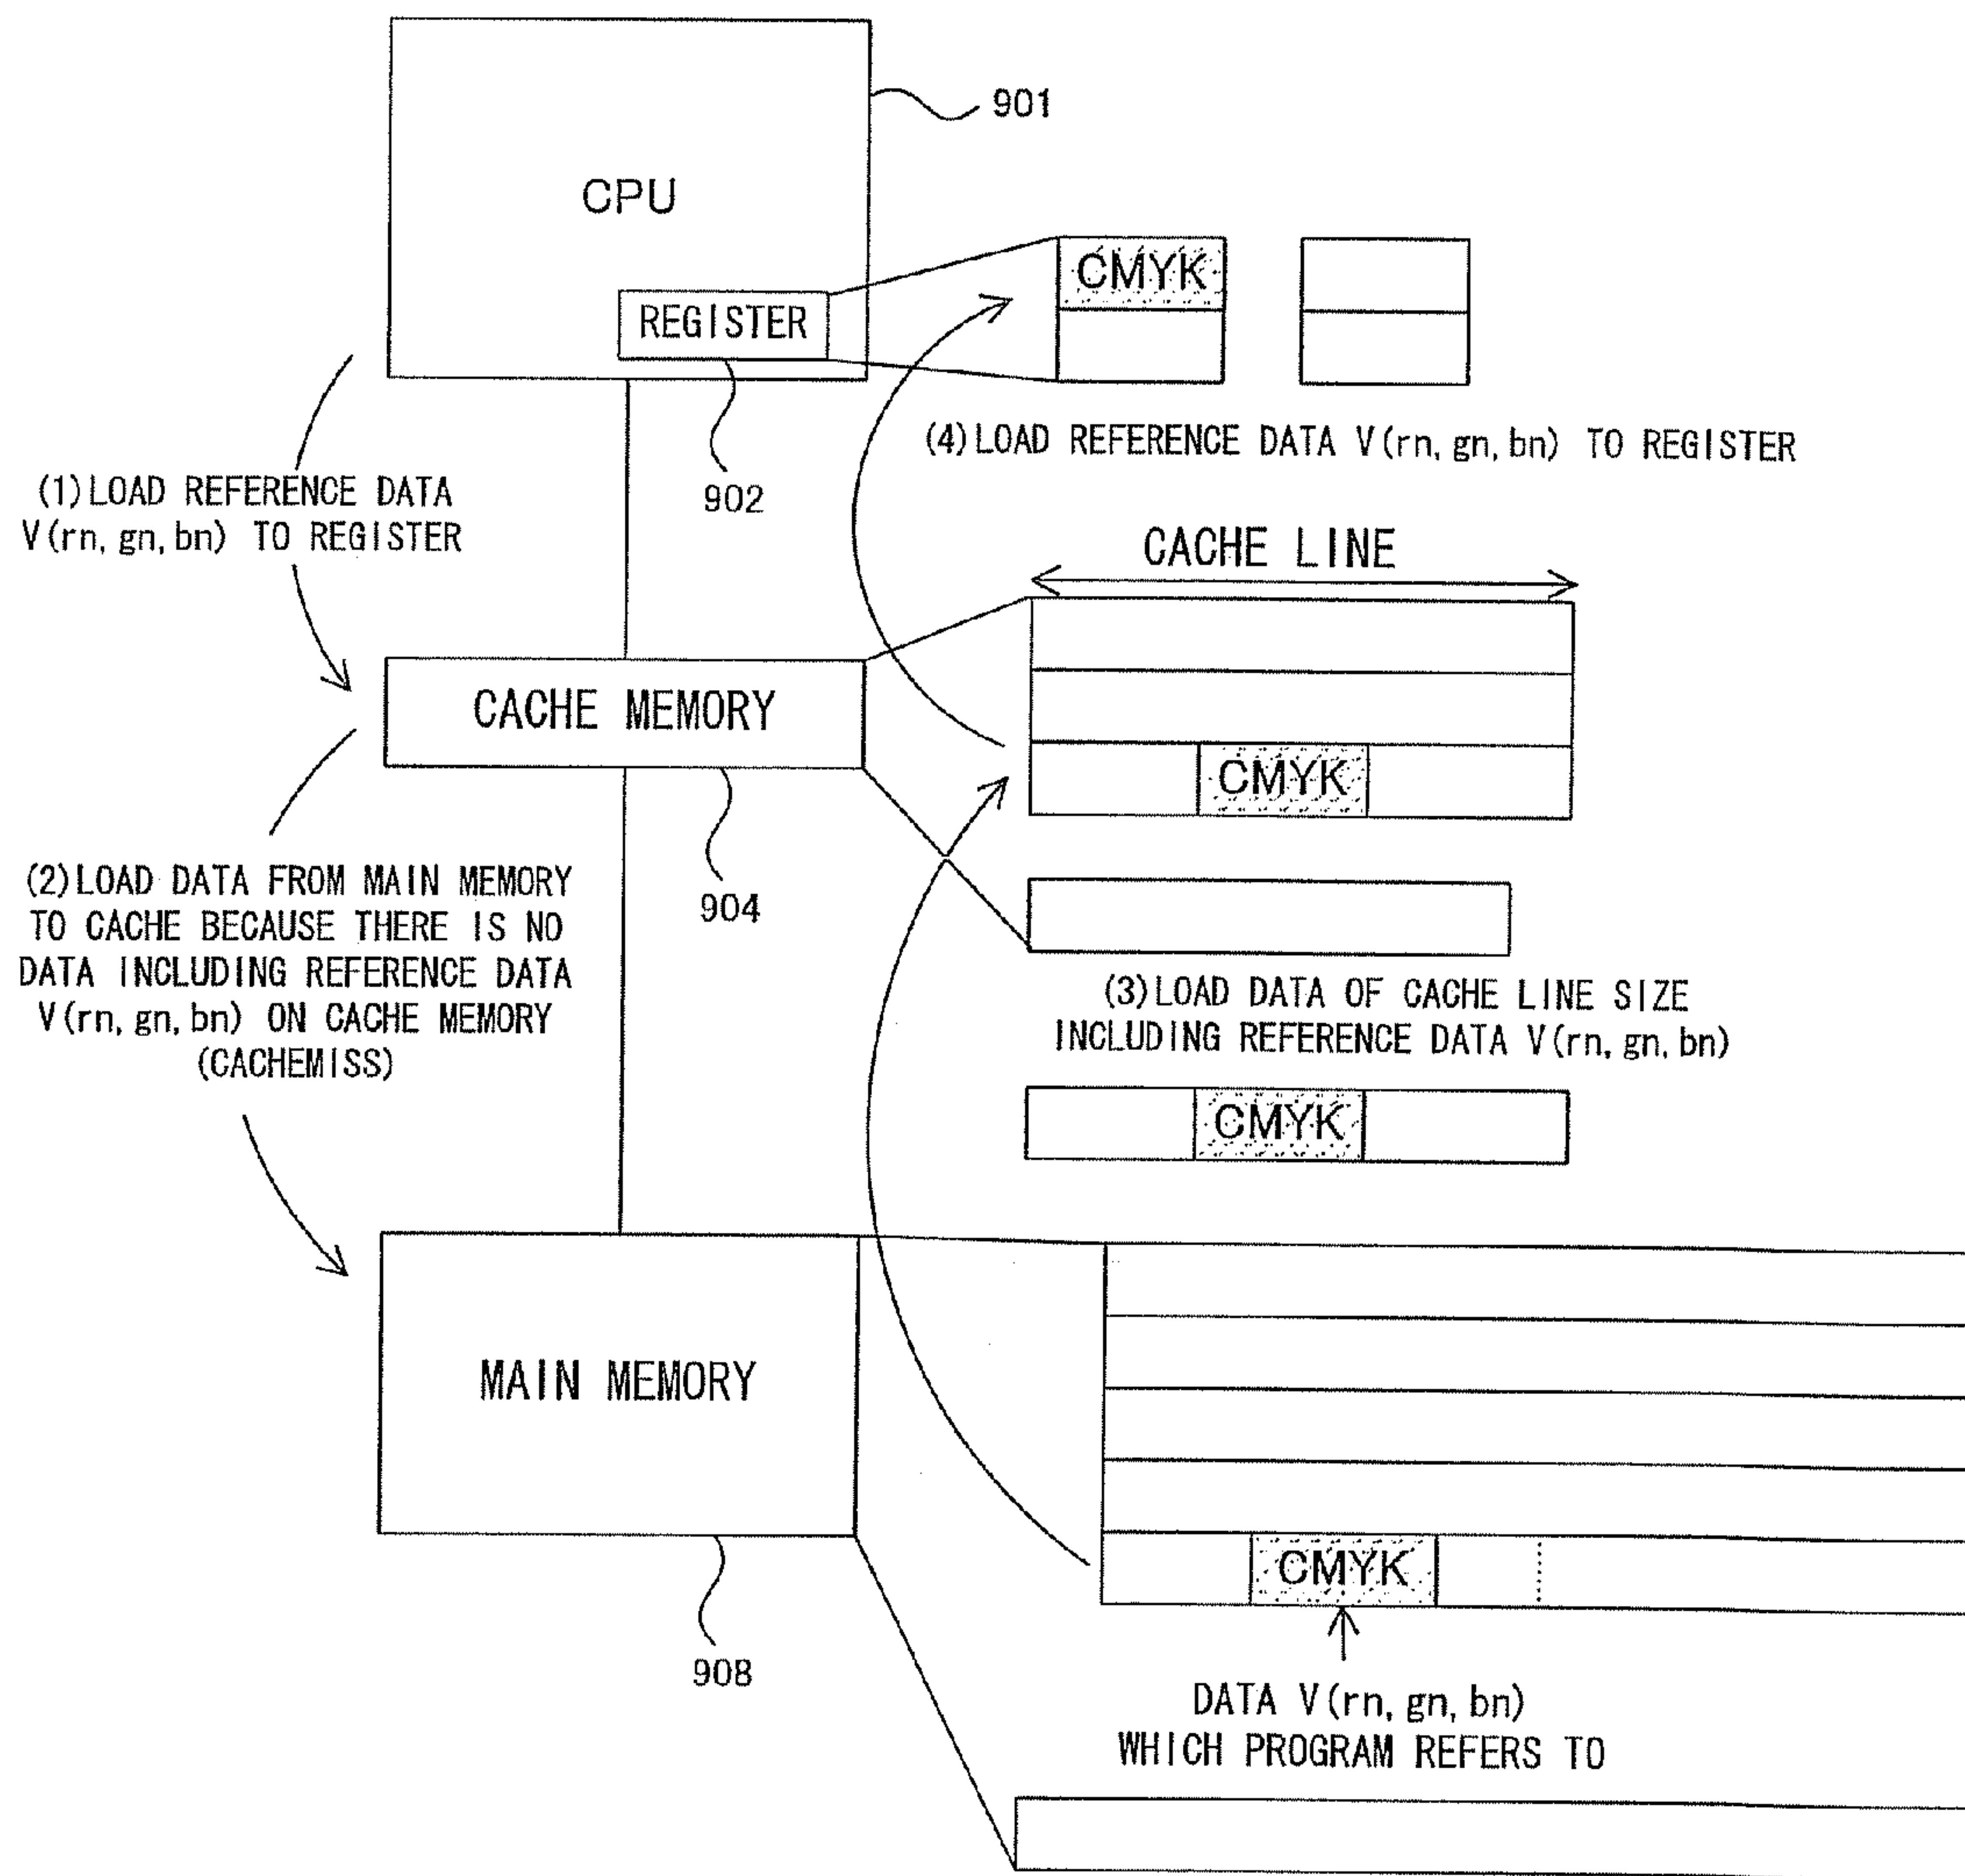 901
CPU
CMYK
REGISTER
(4)LOAD REFERENCE DATA V(rn, gn, bn) TO REGISTER
902
(1)LOAD REFERENCE DATA
V(rn, gn, bn) TO REGISTER
CACHE LINE
CACHE MEMORY
CMYK
904
(2)LOAD DATA FROM MAIN MEMORY
TO CACHE BECAUSE THERE IS NO
DATA INCLUDING REFERENCE DATA
V(rn, gn, bn) ON CACHE MEMORY
(CACHEMISS)
(3)LOAD DATA OF CACHE LINE SIZE
INCLUDING REFERENCE DATA V(rn, gn, bn)
CMYK
MAIN MEMORY
CMYK
908
DATA V(rn, gn, bn)
WHICH PROGRAM REFERS TO